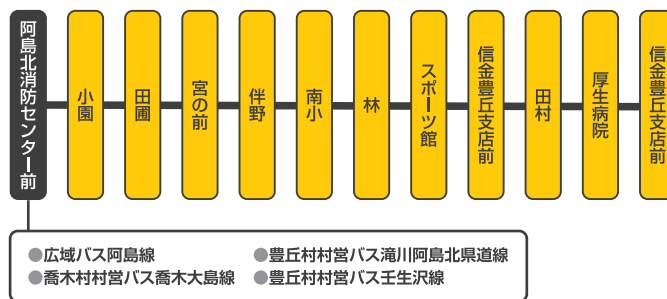 阿島北消防センター前
小園
田圃
宮の前
伴野
南小
林
スポーツ館
信金豊丘支店前
田村
厚生病院
信金豊丘支店前
●広域バス阿島線
●豊丘村村営バス滝川阿島北県道線
●喬木村村営バス喬木大島線
●豊丘村村営バス壬生沢線